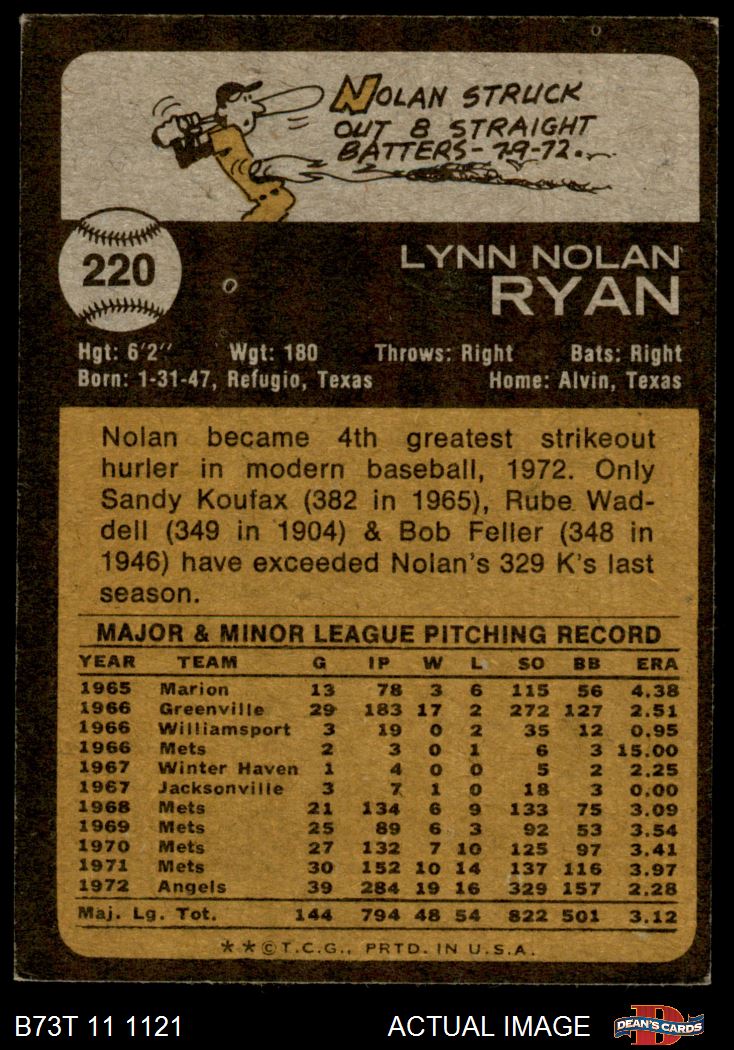 NOLAN STRUCK
OUT 8 STRAIGHT
BATTERS - 7-9-72...
220
LYNN NOLAN
RYAN
Hgt: 6'2" Wgt: 180 Throws: Right Bats: Right
Born: 1-31-47, Refugio, Texas Home: Alvin, Texas
Nolan became 4th greatest strikeout
hurler in modern baseball, 1972. Only
Sandy Koufax (382 in 1965), Rube Wad-
dell (349 in 1904) & Bob Feller (348 in
1946) have exceeded Nolan's 329 K's last
season.
MAJOR & MINOR LEAGUE PITCHING RECORD
YEAR TEAM G IP W L SO BB ERA
1965 Marion 13 78 3 6 115 56 4.38
1966 Greenville 29 183 17 2 272 127 2.51
1966 Williamsport 3 19 0 2 35 12 0.95
1966 Mets 2 3 0 1 6 3 15.00
1967 Winter Haven 1 4 0 0 5 2 2.25
1967 Jacksonville 3 7 1 0 18 3 0.00
1968 Mets 21 134 6 9 133 75 3.09
1969 Mets 25 89 6 3 92 53 3.54
1970 Mets 27 132 7 10 125 97 3.41
1971 Mets 30 152 10 14 137 116 3.97
1972 Angels 39 284 19 16 329 157 2.28
Maj. Lg. Tot. 144 794 48 54 822 501 3.12
**©T.C.G., PRTD. IN U.S.A.
B73T 11 1121 ACTUAL IMAGE D DEAN'S CARDS